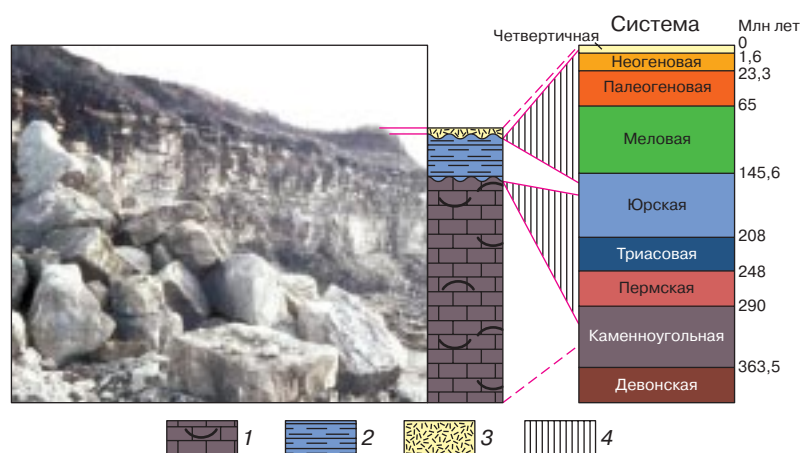 Система
Млн лет
Четвертичная
0
1,6
Неогеновая
23,3
Палеогеновая
65
Меловая
145,6
Юрская
208
Триасовая
248
Пермская
290
Каменноугольная
363,5
Девонская
1 2 3 4